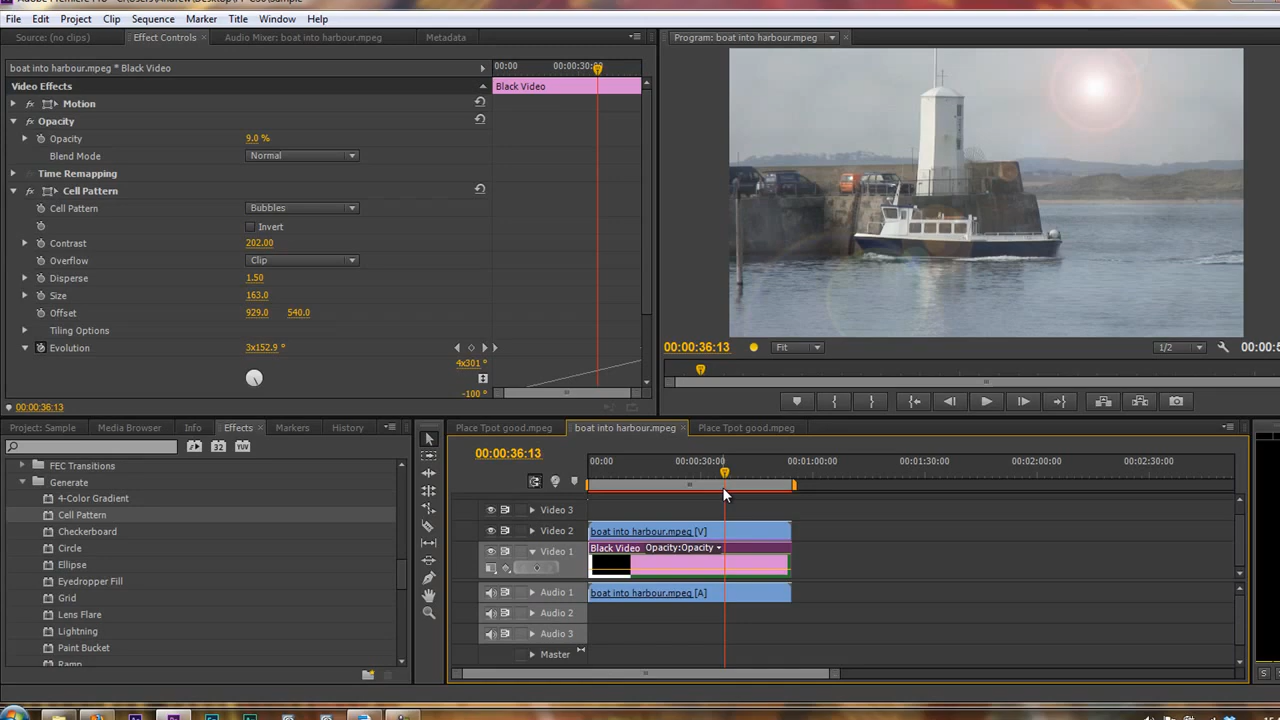 File Edit Project Clip Sequence Marker Title Window Help
Source: (no clips) Effect Controls Audio Mixer: boat into harbour.mpeg Metadata
boat into harbour.mpeg * Black Video
00:00 00:00:30:
Video Effects
Black Video
Motion
Opacity
Opacity 9.0 %
Blend Mode Normal
Time Remapping
Cell Pattern
Cell Pattern Bubbles
Invert
Contrast 202.00
Overflow Clip
Disperse 1.50
Size 163.0
Offset 929.0 540.0
Tiling Options
Evolution 3x152.9 °
4x301 °
-100 °
00:00:36:13
Program: boat into harbour.mpeg
00:00:36:13 Fit 1/2 00:00:5
Project: Sample Media Browser Info Effects Markers History
32 YUV
FEC Transitions
Generate
4-Color Gradient
Cell Pattern
Checkerboard
Circle
Ellipse
Eyedropper Fill
Grid
Lens Flare
Lightning
Paint Bucket
Ramp
Place Tpot good.mpeg boat into harbour.mpeg Place Tpot good.mpeg
00:00:36:13
00:00 00:00:30:00 00:01:00:00 00:01:30:00 00:02:00:00 00:02:30:00
Video 3
Video 2 boat into harbour.mpeg [V]
Video 1 Black Video Opacity:Opacity
Audio 1 boat into harbour.mpeg [A]
Audio 2
Audio 3
Master
S